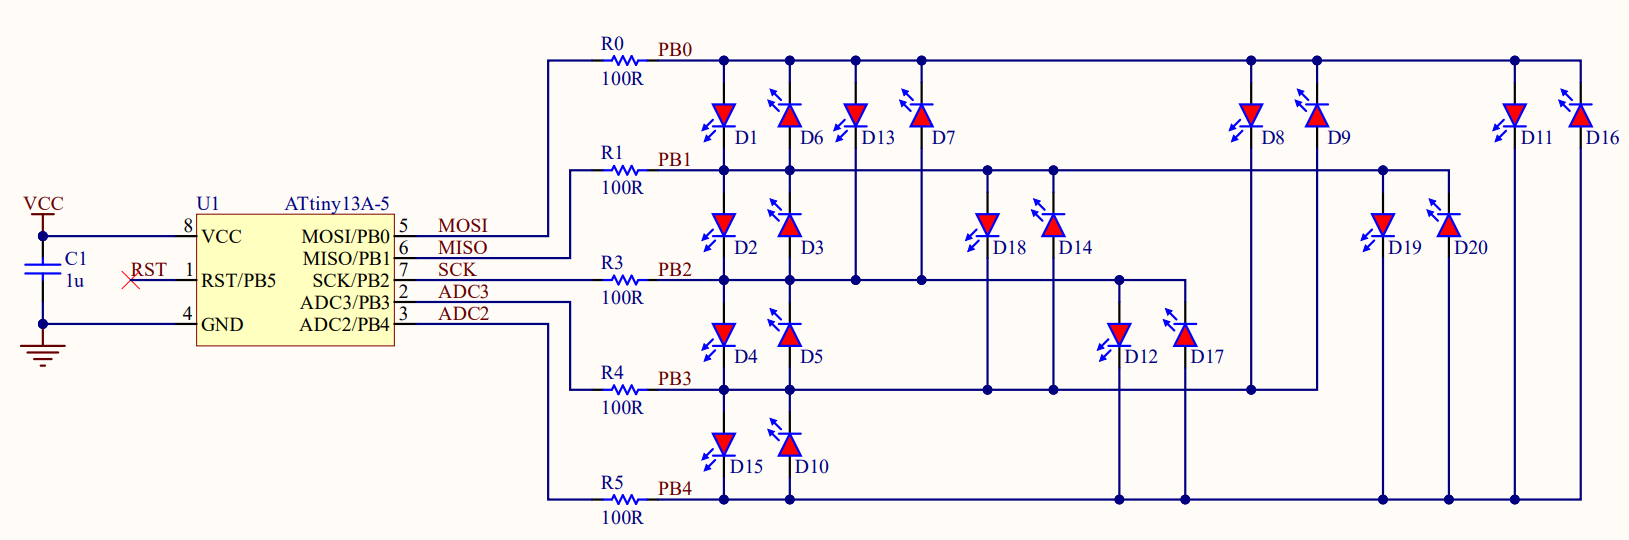 R0 PB0
100R
D1 D6 D13 D7 D8 D9 D11 D16
R1 PB1
100R
VCC
U1 ATtiny13A-5
8 VCC MOSI/PB0 5 MOSI
MISO/PB1 6 MISO
C1
1u
RST 1 RST/PB5 SCK/PB2 7 SCK
ADC3/PB3 2 ADC3
4 GND ADC2/PB4 3 ADC2
D2 D3 D18 D14 D19 D20
R3 PB2
100R
D4 D5 D12 D17
R4 PB3
100R
D15 D10
R5 PB4
100R